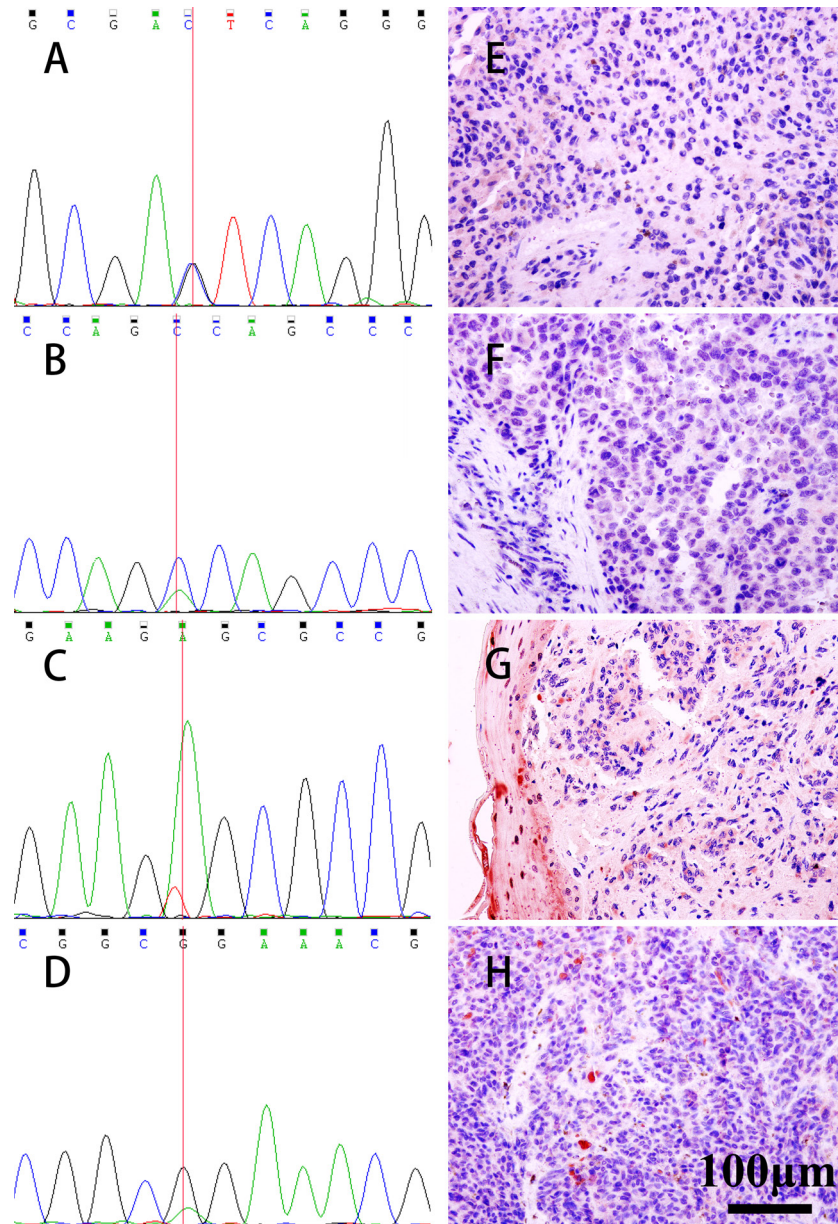 G C G A C T C A G G G
A
E
C C A G C C A G C C C
B
F
G A A G A G C G C C G
C
G
C G G C G G A A A C G
D
H
100μm